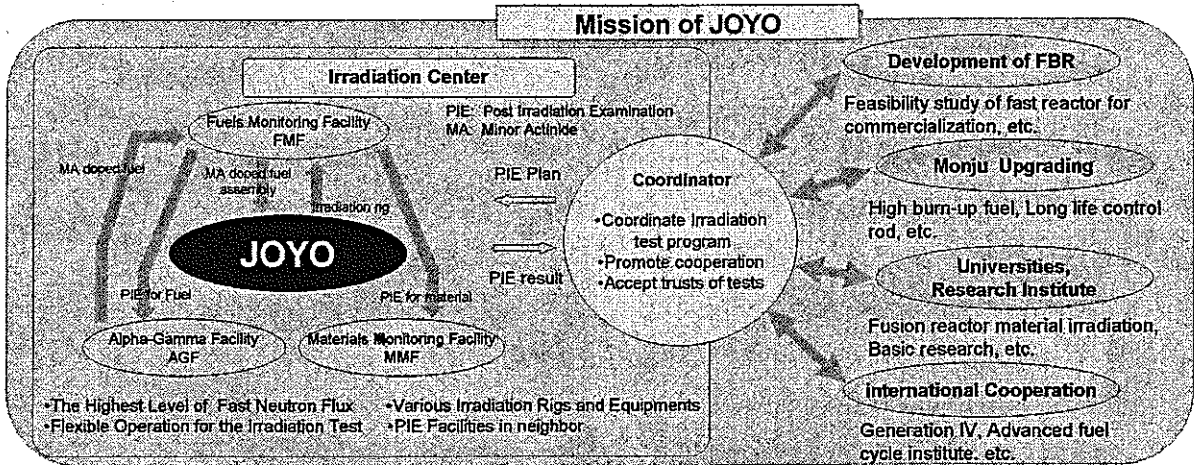 Mission of JOYO
Irradiation Center
PIE: Post Irradiation Examination
MA: Minor Actinide
Fuels Monitoring Facility
FMF
MA doped fuel
MA doped fuel
assembly
Irradiation rig
JOYO
PIE for Fuel
PIE for material
Alpha-Gamma Facility
AGF
Materials Monitoring Facility
MMF
•The Highest Level of Fast Neutron Flux
•Flexible Operation for the Irradiation Test
•Various Irradiation Rigs and Equipments
•PIE Facilities in neighbor
PIE Plan
PIE result
Coordinator
•Coordinate Irradiation
test program
•Promote cooperation
•Accept trusts of tests
Development of FBR
Feasibility study of fast reactor for
commercialization, etc.
Monju Upgrading
High burn-up fuel, Long life control
rod, etc.
Universities,
Research Institute
Fusion reactor material irradiation,
Basic research, etc.
International Cooperation
Generation IV, Advanced fuel
cycle institute, etc.